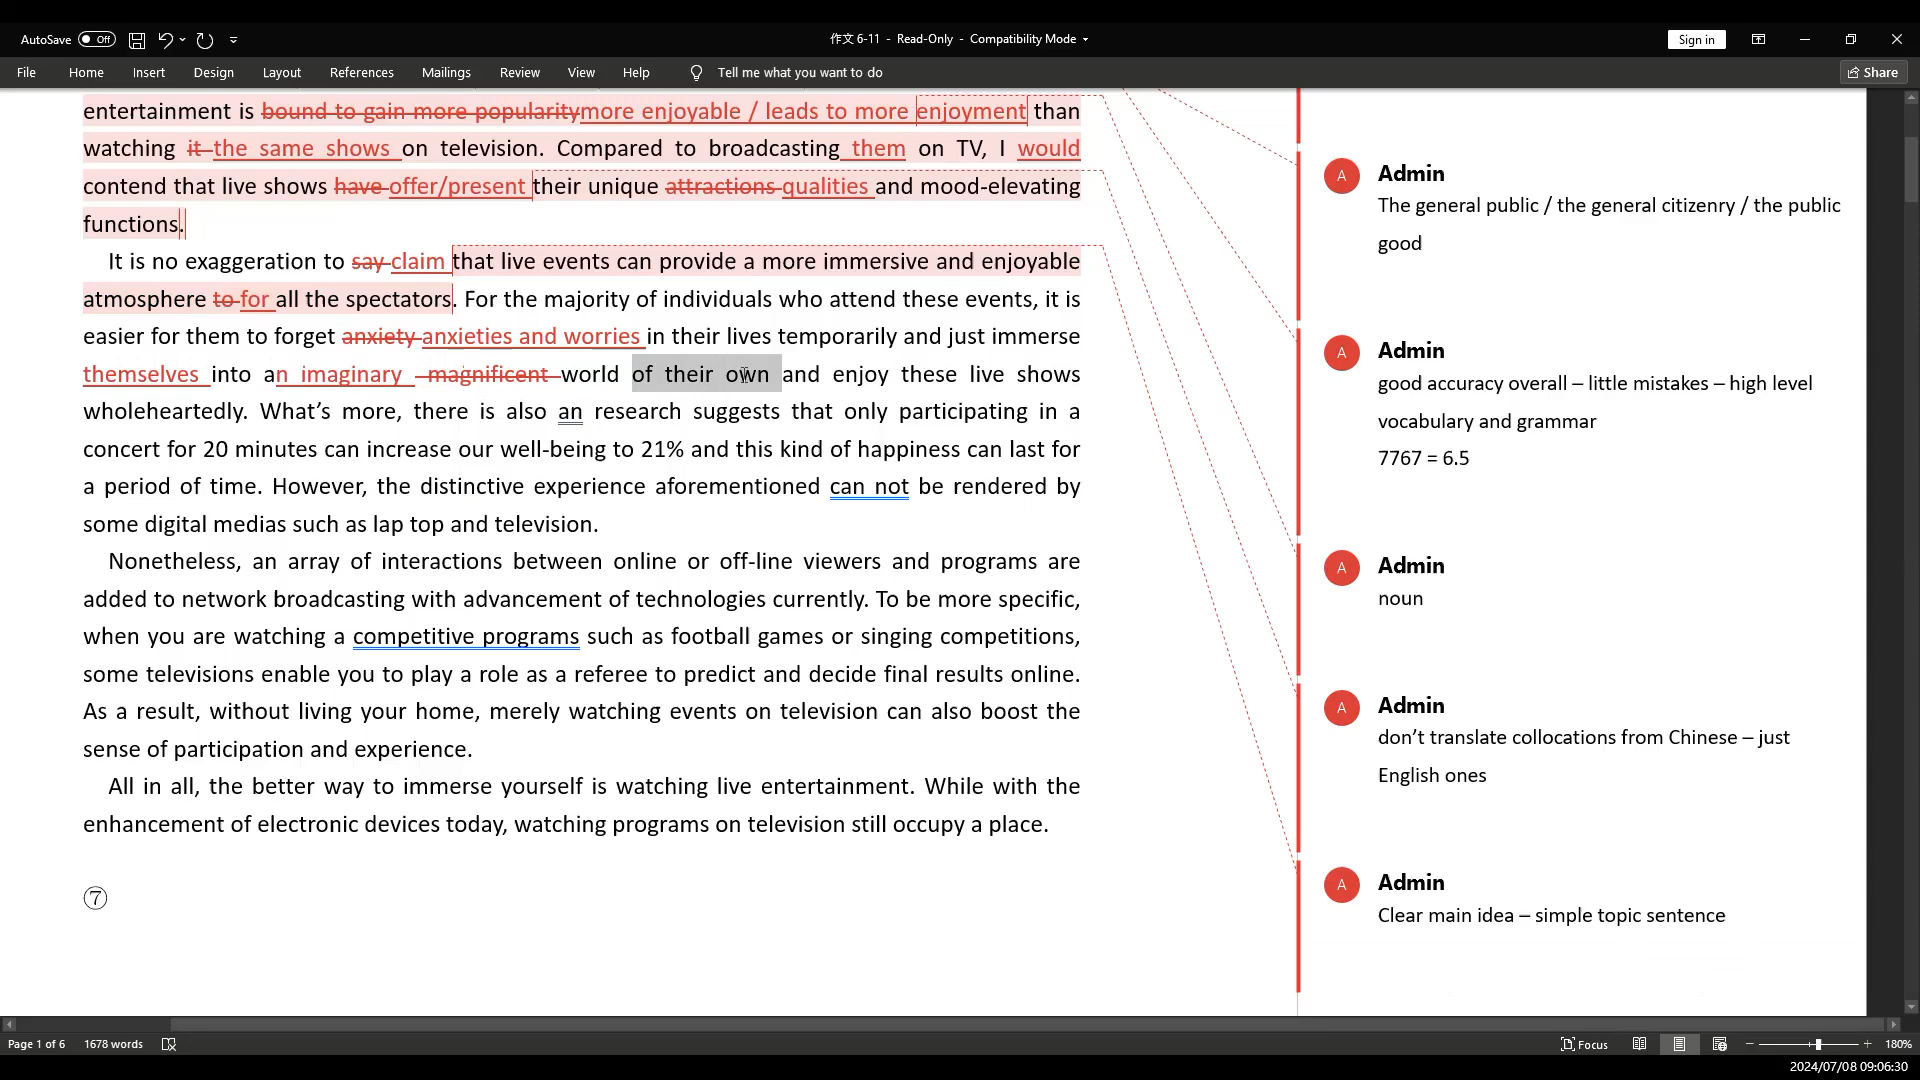 AutoSave Off 作文 6-11 - Read-Only - Compatibility Mode Sign in
File Home Insert Design Layout References Mailings Review View Help Tell me what you want to do Share
entertainment is bound to gain more popularitymore enjoyable / leads to more enjoyment than
watching it the same shows on television. Compared to broadcasting them on TV, I would
contend that live shows have offer/present their unique attractions qualities and mood-elevating
functions.
It is no exaggeration to say claim that live events can provide a more immersive and enjoyable
atmosphere to for all the spectators. For the majority of individuals who attend these events, it is
easier for them to forget anxiety anxieties and worries in their lives temporarily and just immerse
themselves into an imaginary magnificent world of their own and enjoy these live shows
wholeheartedly. What’s more, there is also an research suggests that only participating in a
concert for 20 minutes can increase our well-being to 21% and this kind of happiness can last for
a period of time. However, the distinctive experience aforementioned can not be rendered by
some digital medias such as lap top and television.
Nonetheless, an array of interactions between online or off-line viewers and programs are
added to network broadcasting with advancement of technologies currently. To be more specific,
when you are watching a competitive programs such as football games or singing competitions,
some televisions enable you to play a role as a referee to predict and decide final results online.
As a result, without living your home, merely watching events on television can also boost the
sense of participation and experience.
All in all, the better way to immerse yourself is watching live entertainment. While with the
enhancement of electronic devices today, watching programs on television still occupy a place.
⑦
A Admin
The general public / the general citizenry / the public
good
A Admin
good accuracy overall – little mistakes – high level
vocabulary and grammar
7767 = 6.5
A Admin
noun
A Admin
don’t translate collocations from Chinese – just
English ones
A Admin
Clear main idea – simple topic sentence
Page 1 of 6 1678 words Focus 180%
2024/07/08 09:06:30